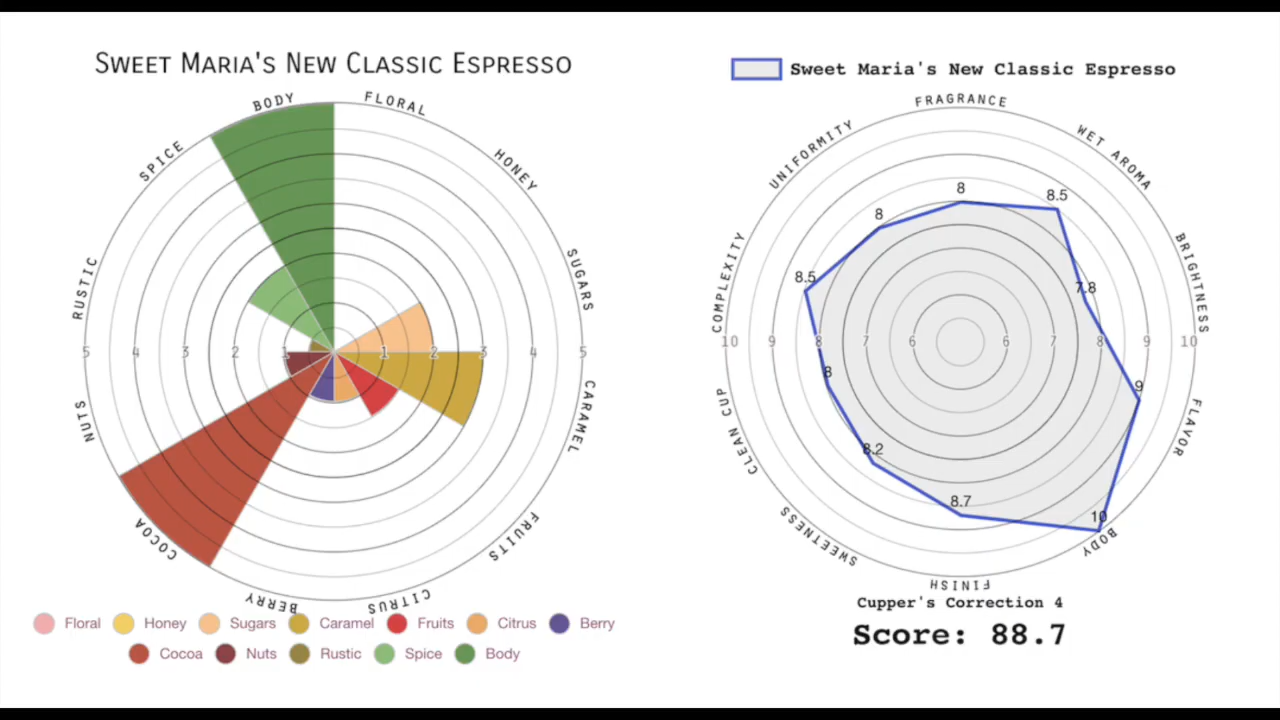 Sweet Maria's New Classic Espresso
BODY
FLORAL
SPICE
HONEY
RUSTIC
SUGARS
5 4 3 2 1 1 2 3 4 5
NUTS
CARAMEL
COCOA
FRUITS
BERRY
CITRUS
Floral Honey Sugars Caramel Fruits Citrus Berry
Cocoa Nuts Rustic Spice Body
Sweet Maria's New Classic Espresso
FRAGRANCE
UNIFORMITY
WET AROMA
8
8.5
8
COMPLEXITY
BRIGHTNESS
8.5
7.8
10 9 8 7 6 6 7 8 9 10
8
9
CLEAN CUP
FLAVOR
8.2
8.7
10
SWEETNESS
BODY
FINISH
Cupper's Correction 4
Score: 88.7